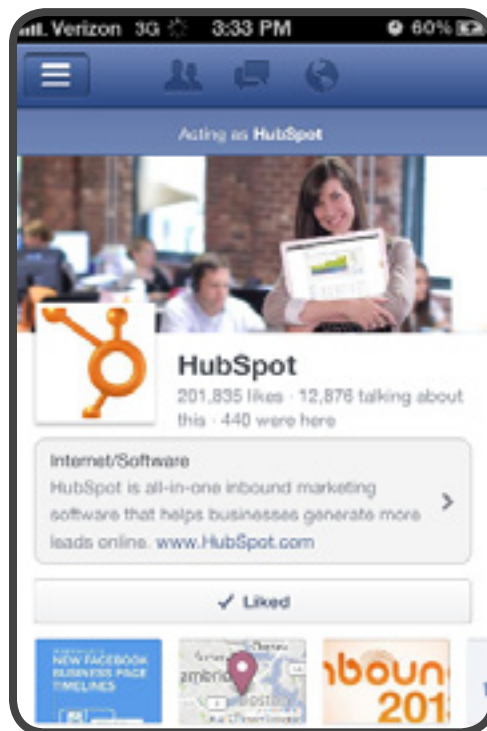 Verizon 3G 3:33 PM 60%
Acting as HubSpot
HubSpot
201,835 likes · 12,876 talking about
this · 440 were here
Internet/Software
HubSpot is all-in-one inbound marketing
software that helps businesses generate more
leads online. www.HubSpot.com
✓ Liked
NEW FACEBOOK
BUSINESS PAGE
TIMELINES
nboun
201